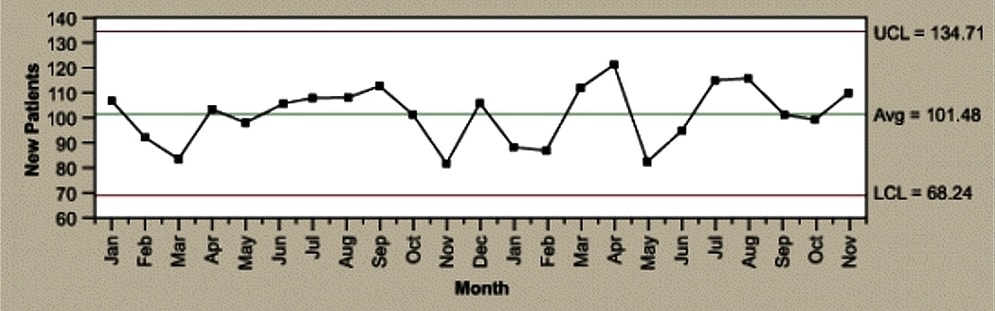 New Patients
140
130
120
110
100
90
80
70
60
UCL = 134.71
Avg = 101.48
LCL = 68.24
Jan Feb Mar Apr May Jun Jul Aug Sep Oct Nov Dec Jan Feb Mar Apr May Jun Jul Aug Sep Oct Nov
Month